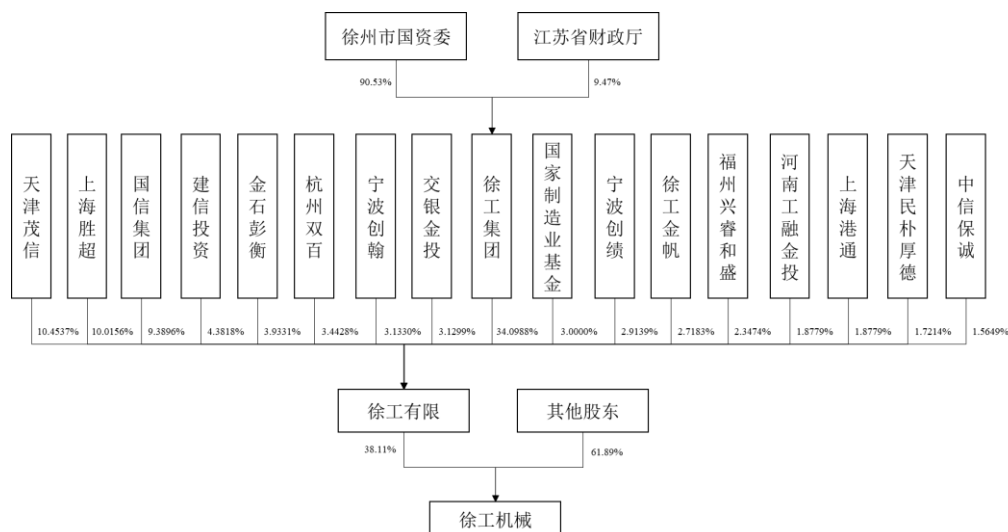 徐州市国资委
江苏省财政厅
90.53%
9.47%
天津茂信
上海胜超
国信集团
建信投资
金石彭衡
杭州双百
宁波创翰
交银金投
徐工集团
国家制造业基金
宁波创绩
徐工金帆
福州兴睿和盛
河南工融金投
上海港通
天津民朴厚德
中信保诚
10.4537%
10.0156%
9.3896%
4.3818%
3.9331%
3.4428%
3.1330%
3.1299%
34.0988%
3.0000%
2.9139%
2.7183%
2.3474%
1.8779%
1.8779%
1.7214%
1.5649%
徐工有限
其他股东
38.11%
61.89%
徐工机械